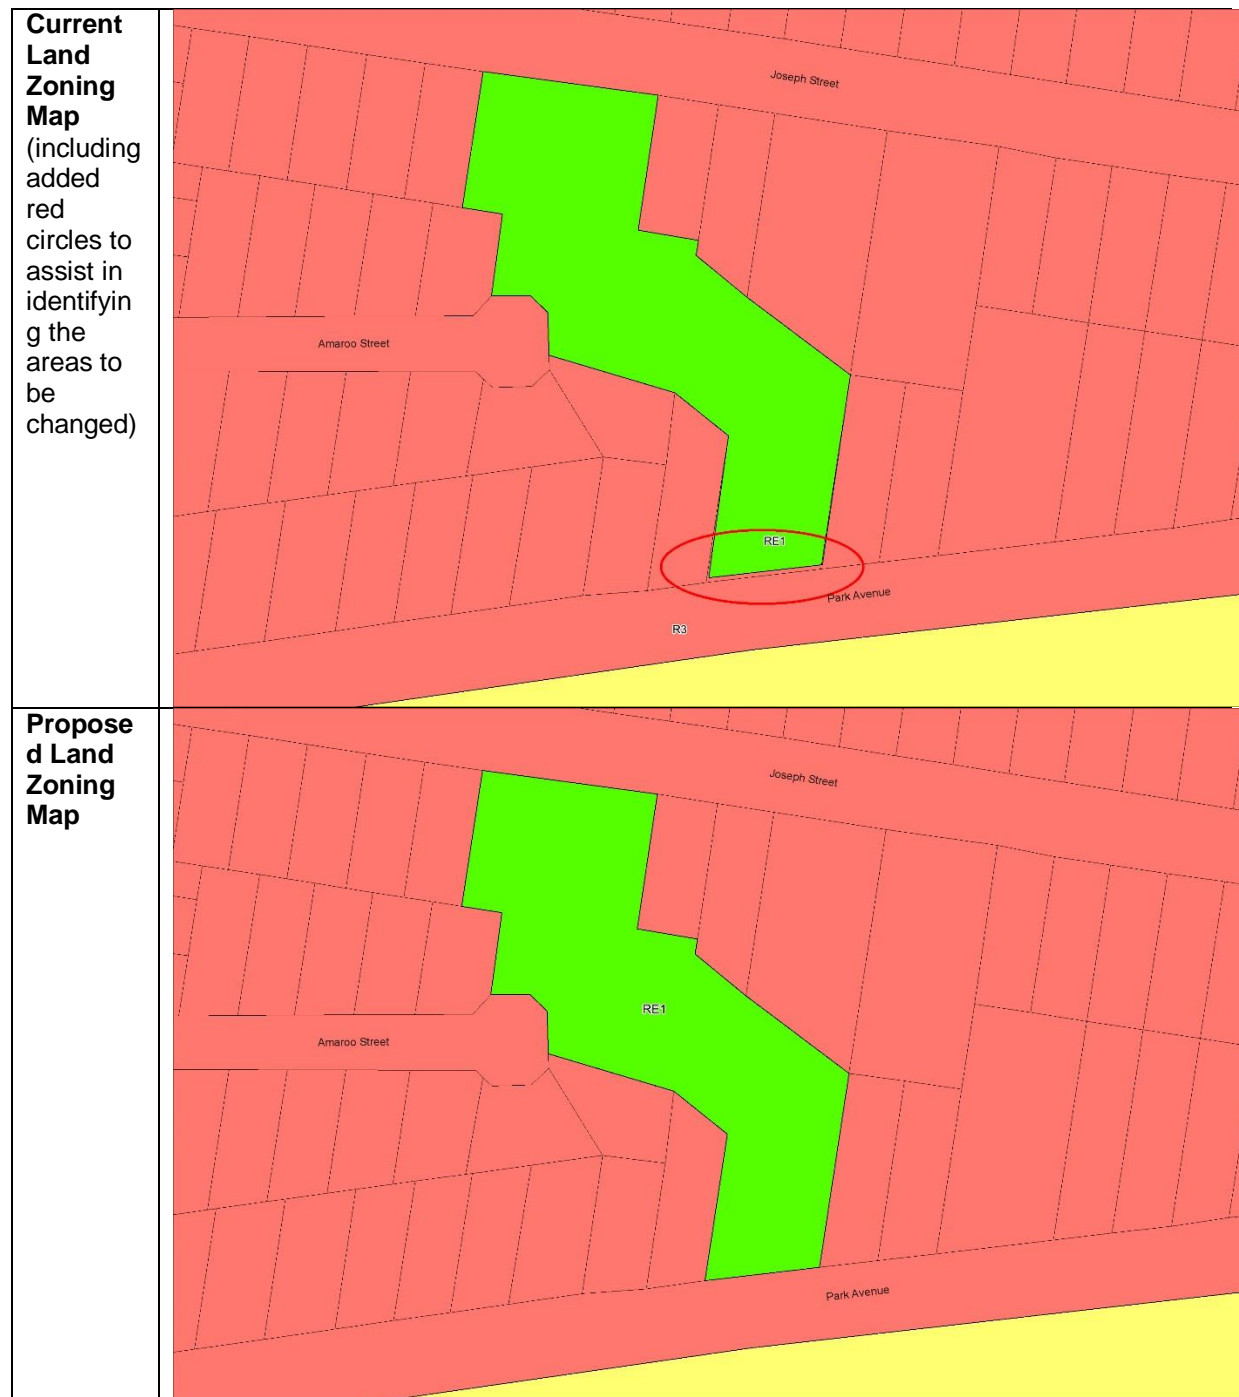 Current
Land
Zoning
Map
(including
added
red
circles to
assist in
identifyin
g the
areas to
be
changed)
Joseph Street
Amaroo Street
RE1
Park Avenue
R3
Propose
d Land
Zoning
Map
Joseph Street
RE1
Amaroo Street
Park Avenue